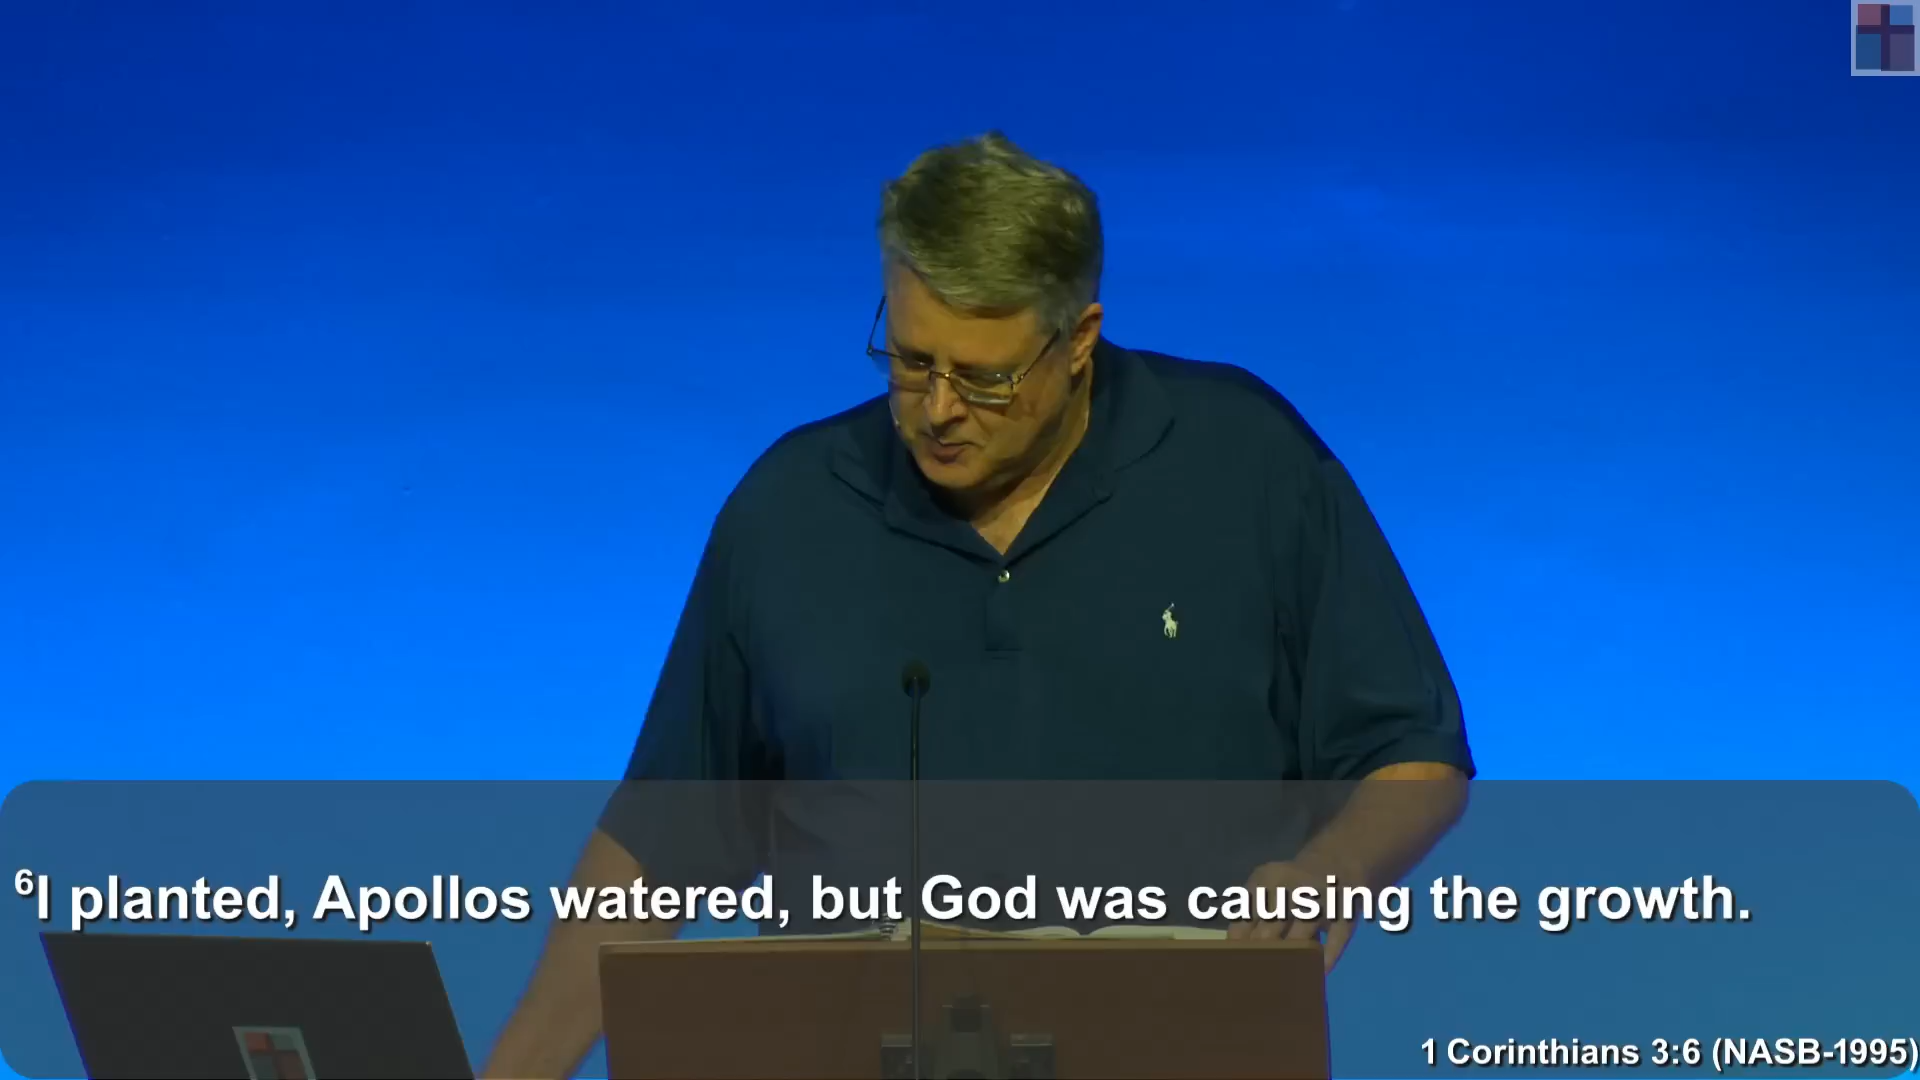 ⁶I planted, Apollos watered, but God was causing the growth.
1 Corinthians 3:6 (NASB-1995)